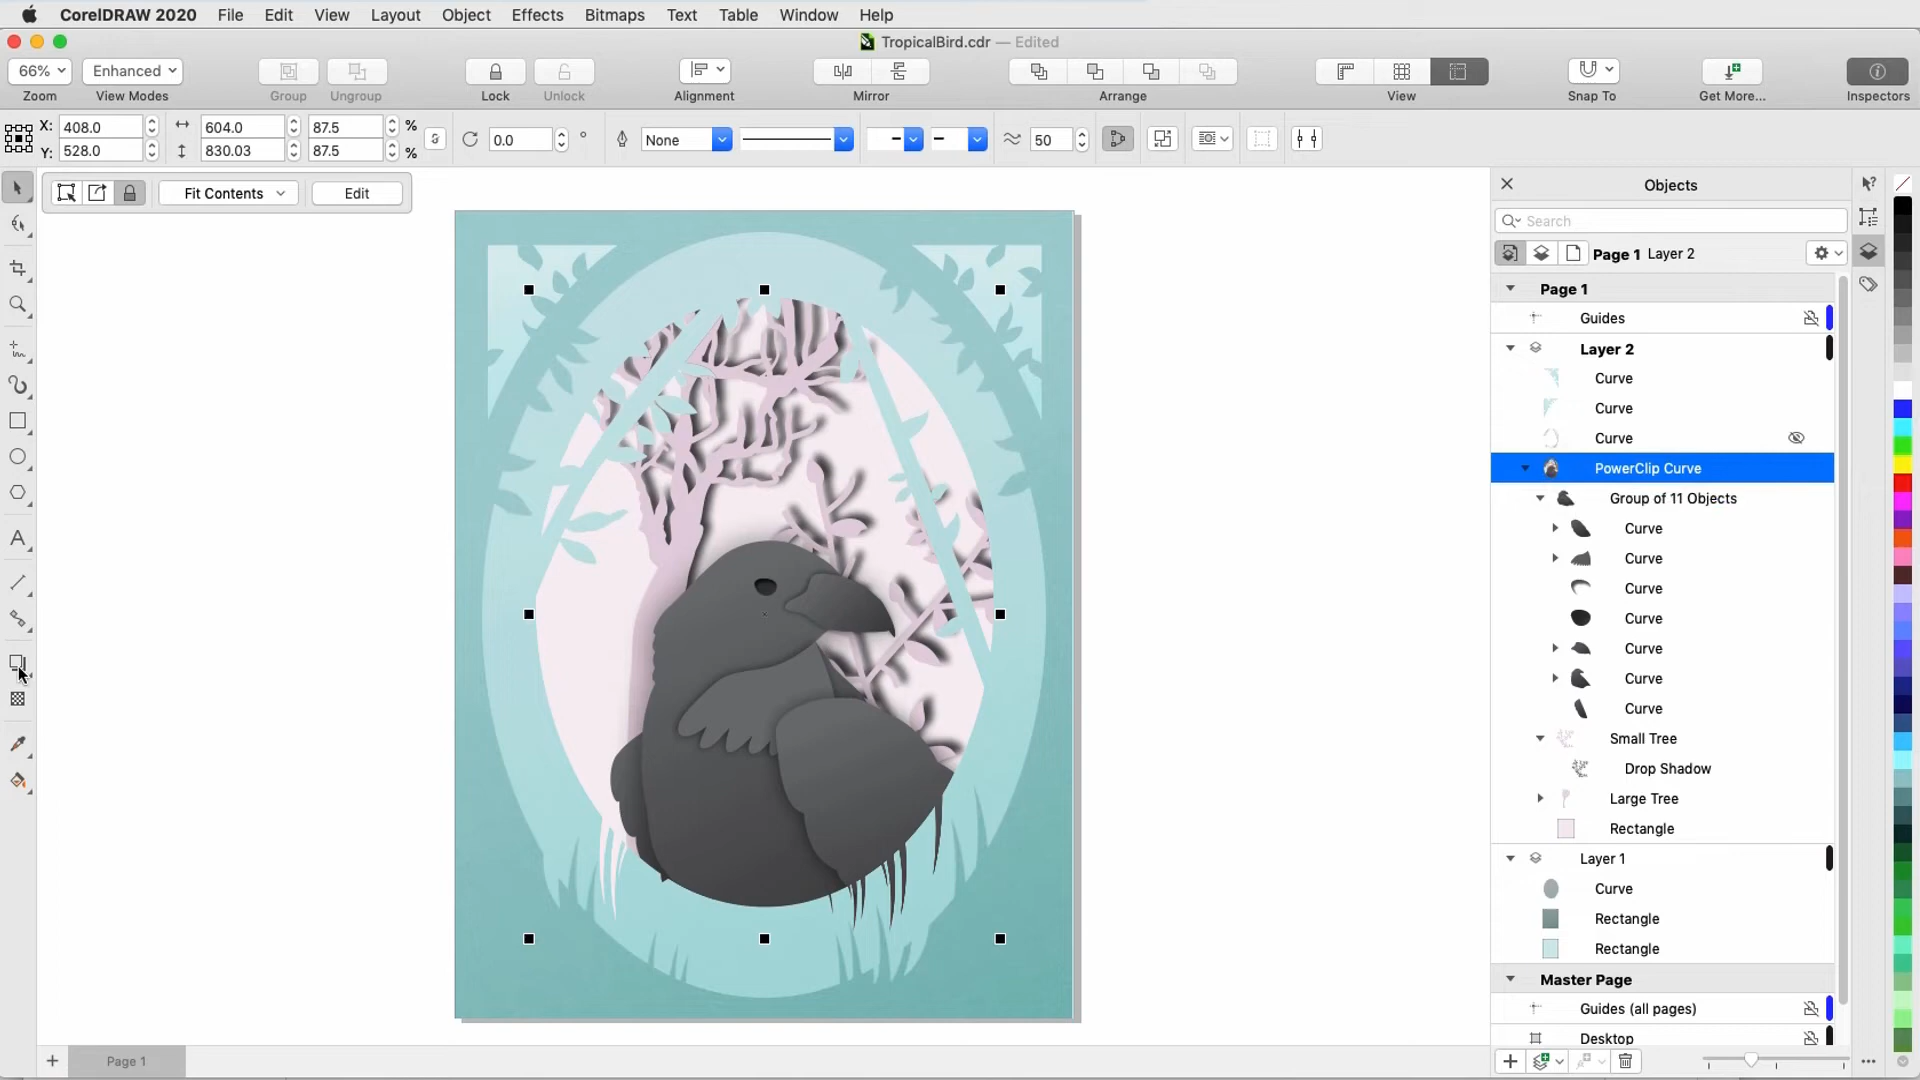 CorelDRAW 2020 File Edit View Layout Object Effects Bitmaps Text Table Window Help
TropicalBird.cdr — Edited
66% Enhanced
Zoom View Modes Group Ungroup Lock Unlock Alignment Mirror Arrange View Snap To Get More... Inspectors
X: 408.0 604.0 87.5 %
Y: 528.0 830.03 87.5 %
0.0 ° None 50
Fit Contents Edit
Objects
Search
Page 1 Layer 2
Page 1
Guides
Layer 2
Curve
Curve
Curve
PowerClip Curve
Group of 11 Objects
Curve
Curve
Curve
Curve
Curve
Curve
Curve
Small Tree
Drop Shadow
Large Tree
Rectangle
Layer 1
Curve
Rectangle
Rectangle
Master Page
Guides (all pages)
Desktop
Page 1